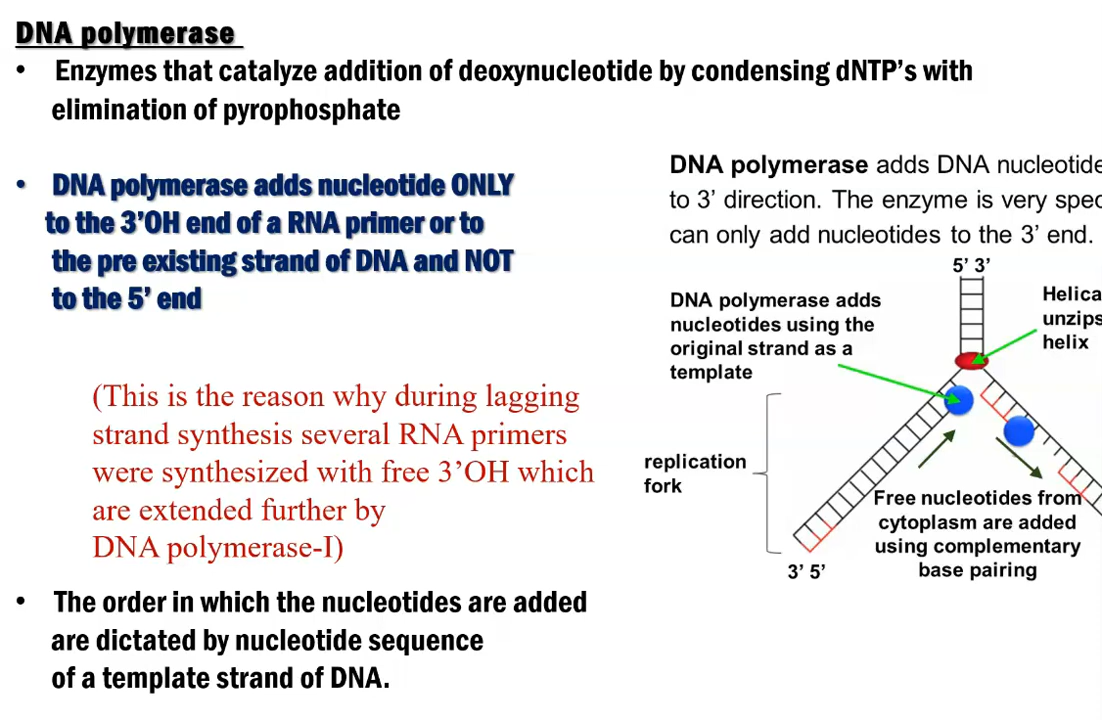 DNA polymerase
• Enzymes that catalyze addition of deoxynucleotide by condensing dNTP's with
elimination of pyrophosphate
• DNA polymerase adds nucleotide ONLY
to the 3'OH end of a RNA primer or to
the pre existing strand of DNA and NOT
to the 5' end
(This is the reason why during lagging
strand synthesis several RNA primers
were synthesized with free 3'OH which
are extended further by
DNA polymerase-I)
• The order in which the nucleotides are added
are dictated by nucleotide sequence
of a template strand of DNA.
DNA polymerase adds DNA nucleotide
to 3' direction. The enzyme is very spec
can only add nucleotides to the 3' end.
5' 3'
DNA polymerase adds
nucleotides using the
original strand as a
template
Helica
unzips
helix
replication
fork
Free nucleotides from
cytoplasm are added
using complementary
base pairing
3' 5'